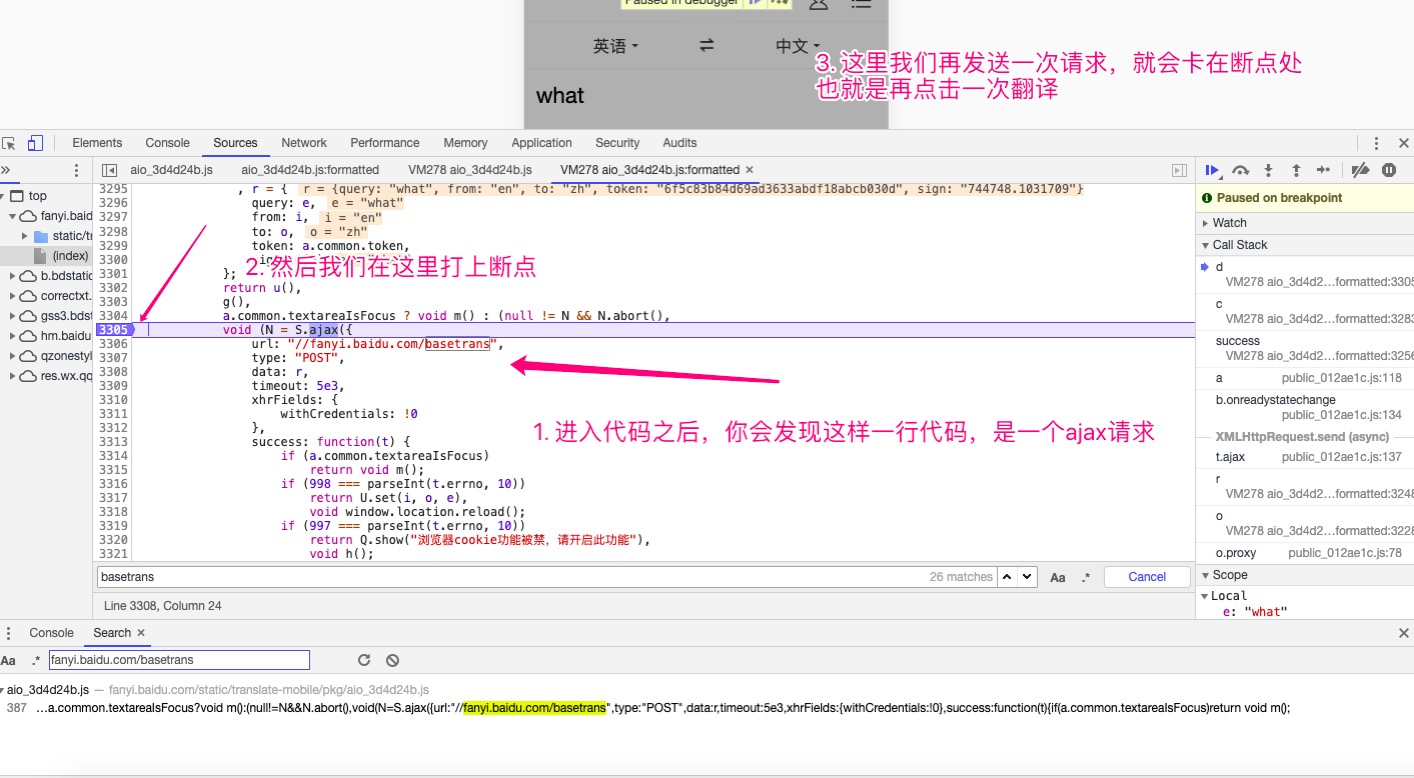 Paused in debugger
英语
⇌
中文
3. 这里我们再发送一次请求，就会卡在断点处
也就是再点击一次翻译
what
Elements Console Sources Network Performance Memory Application Security Audits
aio_3d4d24b.js aio_3d4d24b.js:formatted VM278 aio_3d4d24b.js VM278 aio_3d4d24b.js:formatted ×
top
fanyi.baid
static/tr
(index)
b.bdstatic
correctxt.
gss3.bdst
hm.baidu
qzonestyl
res.wx.qq
3295 , r = { r = {query: "what", from: "en", to: "zh", token: "6f5c83b84d69ad3633abdf18abcb030d", sign: "744748.1031709"}
3296 query: e, e = "what"
3297 from: i, i = "en"
3298 to: o, o = "zh"
3299 token: a.common.token,
3300
2. 然后我们在这里打上断点
3301 };
3302 return u(),
3303 g(),
3304 a.common.textareaIsFocus ? void m() : (null != N && N.abort(),
3305 void (N = S.ajax({
3306 url: "//fanyi.baidu.com/basetrans",
3307 type: "POST",
3308 data: r,
3309 timeout: 5e3,
3310 xhrFields: {
3311 withCredentials: !0
3312 },
1. 进入代码之后，你会发现这样一行代码，是一个ajax请求
3313 success: function(t) {
3314 if (a.common.textareaIsFocus)
3315 return void m();
3316 if (998 === parseInt(t.errno, 10))
3317 return U.set(i, o, e),
3318 void window.location.reload();
3319 if (997 === parseInt(t.errno, 10))
3320 return Q.show("浏览器cookie功能被禁，请开启此功能"),
3321 void h();
basetrans 26 matches Aa .* Cancel
Line 3308, Column 24
Paused on breakpoint
Watch
Call Stack
d
VM278 aio_3d4d2…formatted:3305
c
VM278 aio_3d4d2…formatted:3283
success
VM278 aio_3d4d2…formatted:3256
a public_012ae1c.js:118
b.onreadystatechange
public_012ae1c.js:134
XMLHttpRequest.send (async)
t.ajax public_012ae1c.js:137
r
VM278 aio_3d4d2…formatted:3248
o
VM278 aio_3d4d2…formatted:3228
o.proxy public_012ae1c.js:78
Scope
Local
e: "what"
Console Search ×
Aa .* fanyi.baidu.com/basetrans
aio_3d4d24b.js — fanyi.baidu.com/static/translate-mobile/pkg/aio_3d4d24b.js
387 …a.common.textareaIsFocus?void m():(null!=N&&N.abort(),void(N=S.ajax({url:"//fanyi.baidu.com/basetrans",type:"POST",data:r,timeout:5e3,xhrFields:{withCredentials:!0},success:function(t){if(a.common.textareaIsFocus)return void m();